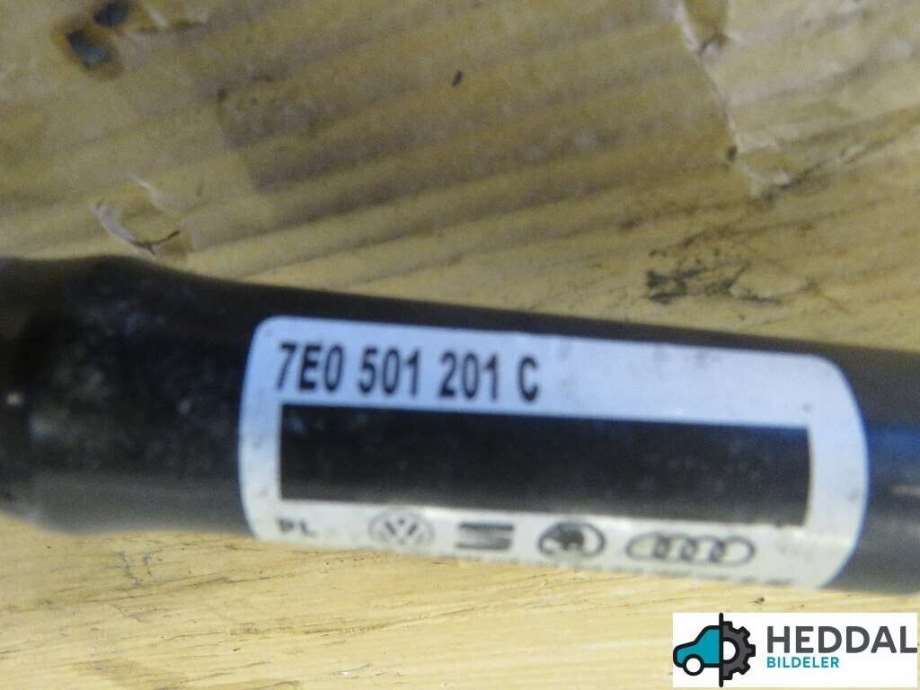 7E0 501 201 C
PL
HEDDAL
BILDELER